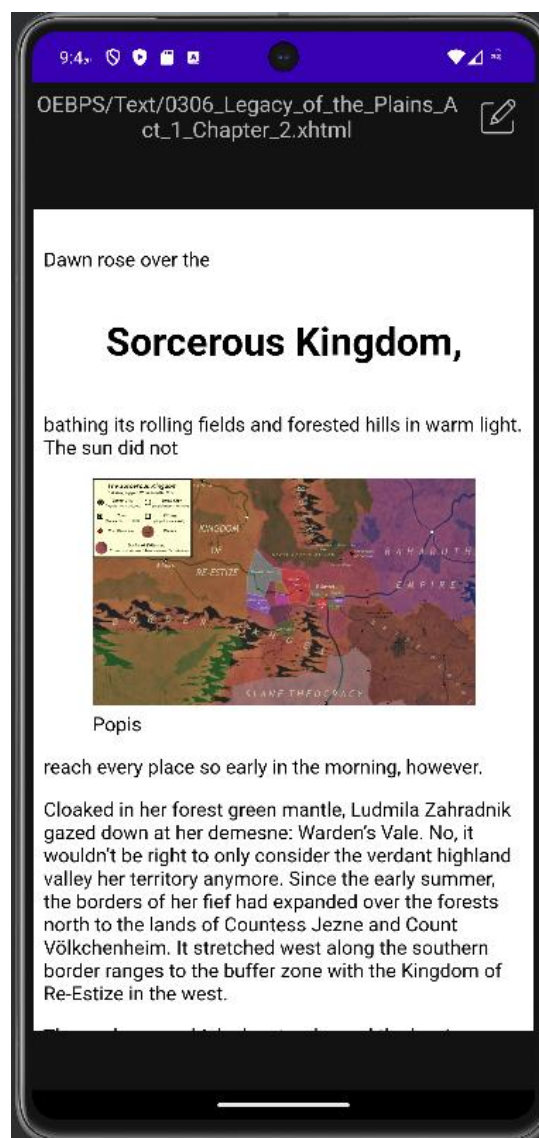 9:4
OEBPS/Text/0306_Legacy_of_the_Plains_A
ct_1_Chapter_2.xhtml
Dawn rose over the
Sorcerous Kingdom,
bathing its rolling fields and forested hills in warm light.
The sun did not
The Sorcerous Kingdom
KINGDOM
OF
RE-ESTIZE
BAHARUTH
EMPIRE
BORDER RANGES
SLANE THEOCRACY
Popis
reach every place so early in the morning, however.
Cloaked in her forest green mantle, Ludmila Zahradnik
gazed down at her demesne: Warden’s Vale. No, it
wouldn’t be right to only consider the verdant highland
valley her territory anymore. Since the early summer,
the borders of her fief had expanded over the forests
north to the lands of Countess Jezne and Count
Völkchenheim. It stretched west along the southern
border ranges to the buffer zone with the Kingdom of
Re-Estize in the west.